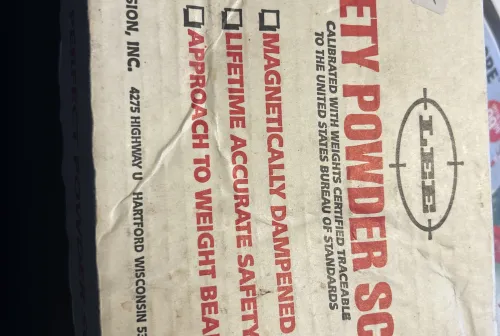 LEE
ETY POWDER SC
CALIBRATED WITH WEIGHTS CERTIFIED TRACEABLE
TO THE UNITED STATES BUREAU OF STANDARDS
MAGNETICALLY DAMPENED
LIFETIME ACCURATE SAFETY
APPROACH TO WEIGHT BEA
SION, INC. 4275 HIGHWAY U HARTFORD WISCONSIN 53